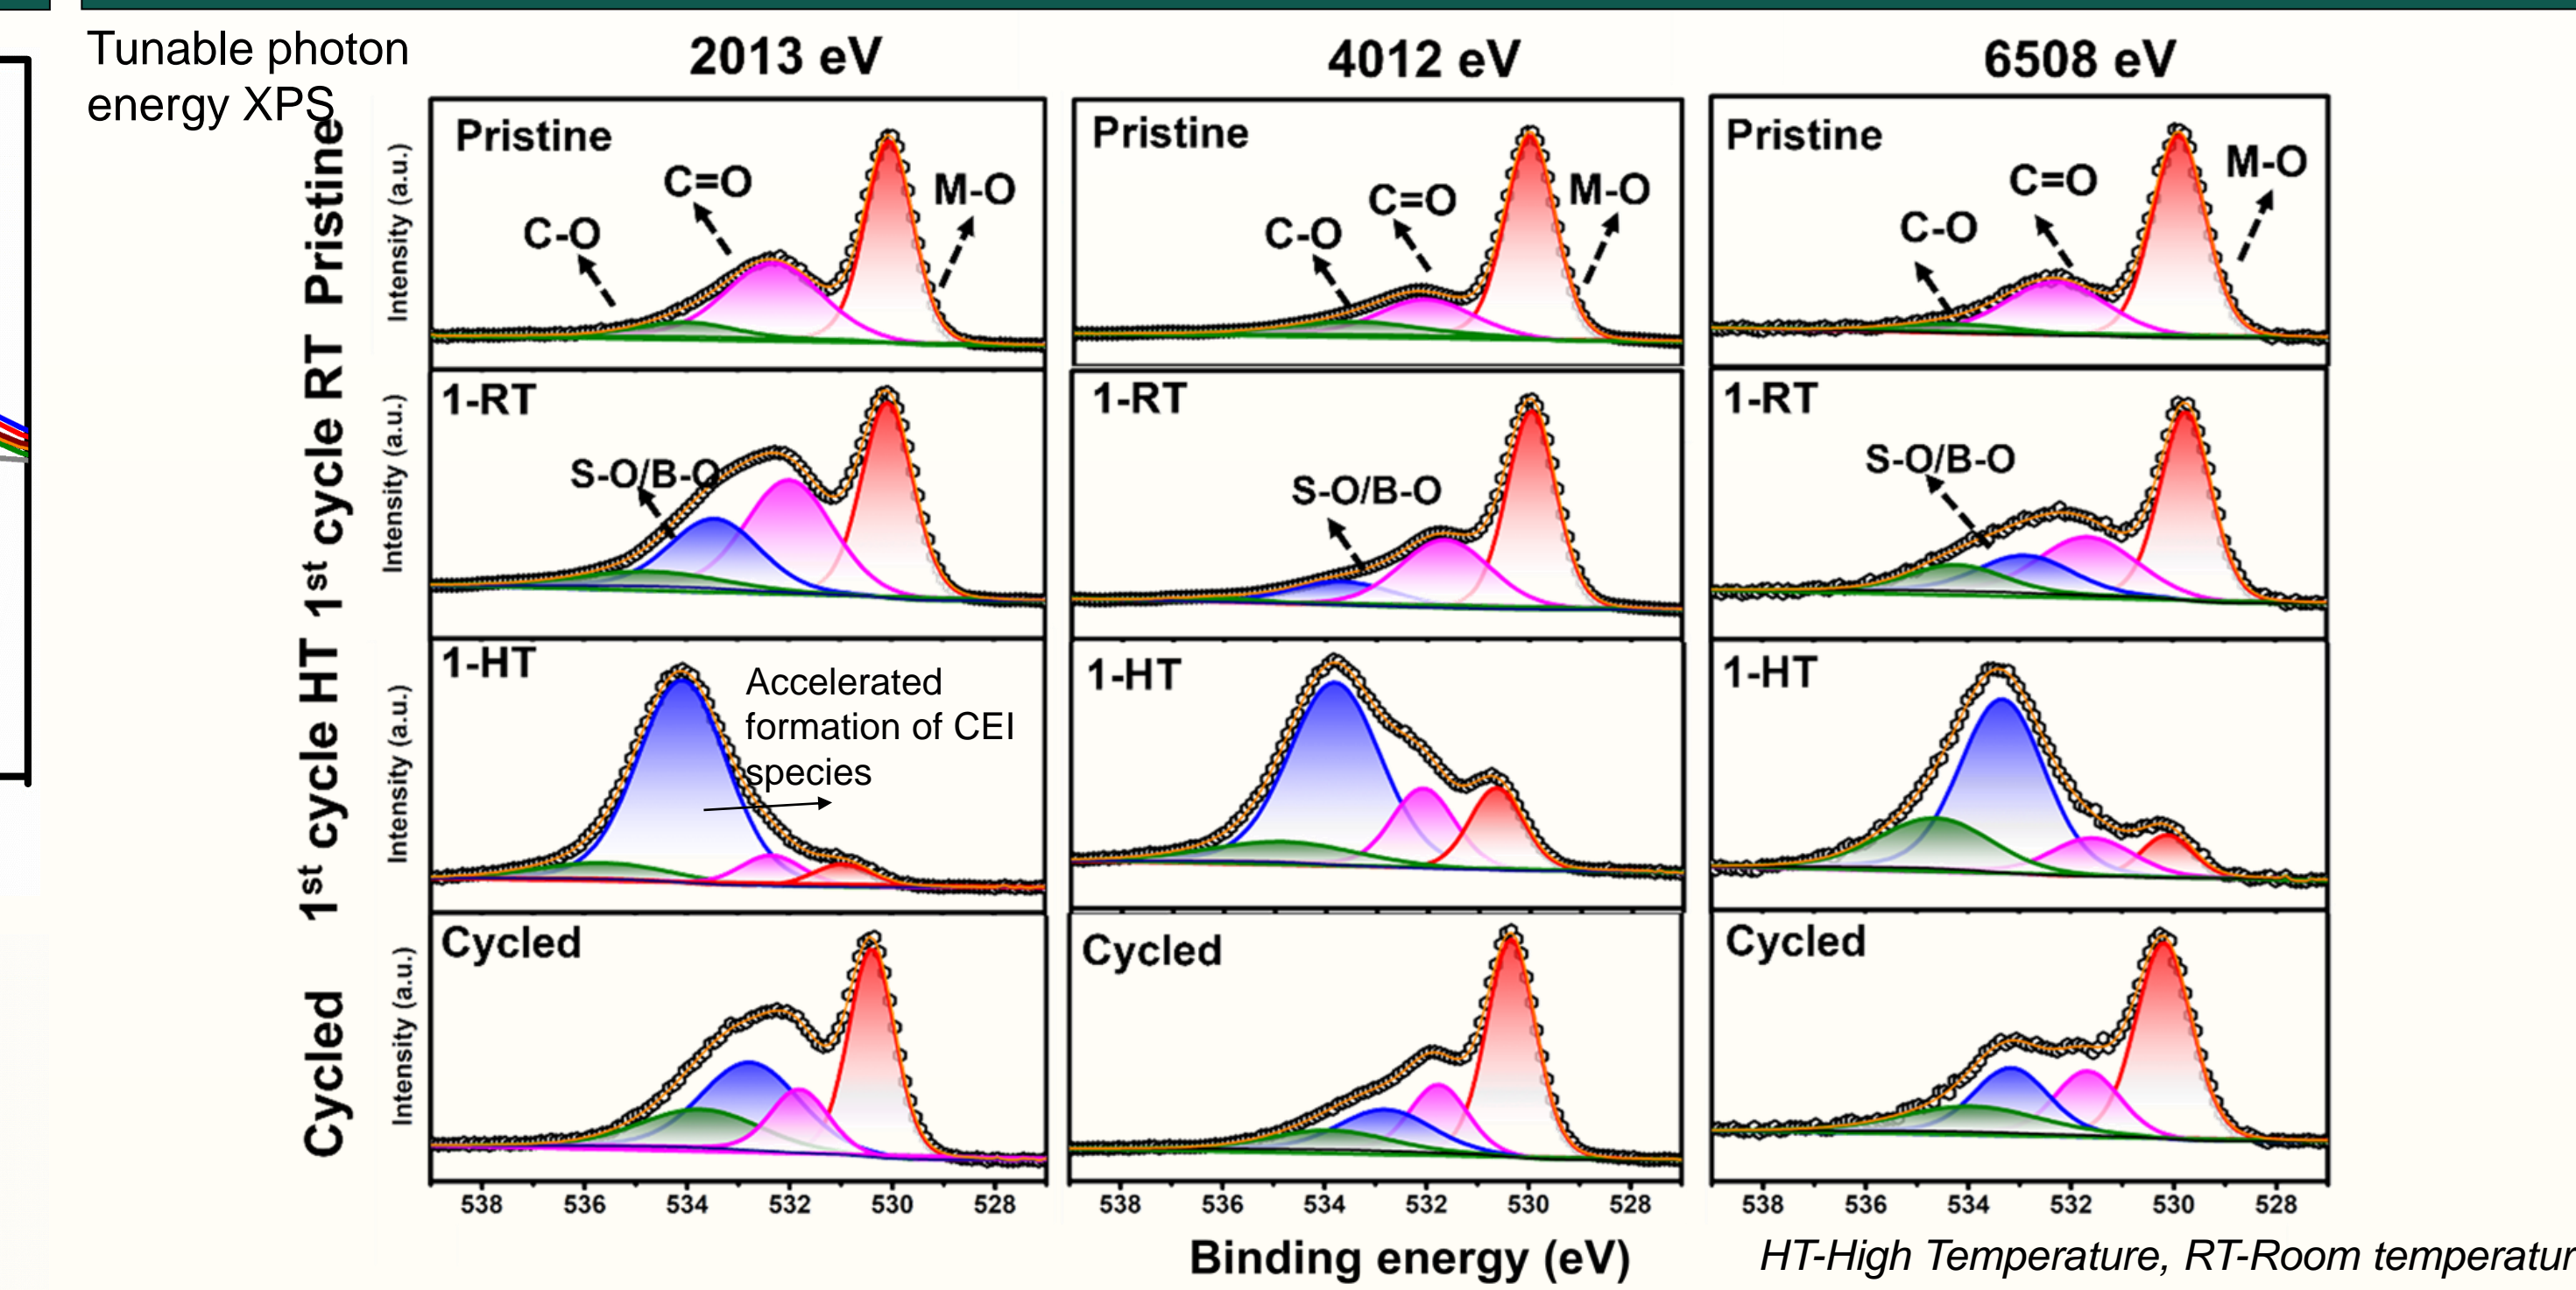 Tunable photon
energy XPS
2013 eV
4012 eV
6508 eV
Pristine
Intensity (a.u.)
Pristine
C-O
C=O
M-O
Pristine
C-O
C=O
M-O
Pristine
C-O
C=O
M-O
1st cycle RT
Intensity (a.u.)
1-RT
S-O/B-O
1-RT
S-O/B-O
1-RT
S-O/B-O
1st cycle HT
Intensity (a.u.)
1-HT
Accelerated
formation of CEI
species
1-HT
1-HT
Cycled
Intensity (a.u.)
Cycled
Cycled
Cycled
538 536 534 532 530 528
538 536 534 532 530 528
538 536 534 532 530 528
Binding energy (eV)
HT-High Temperature, RT-Room temperatur